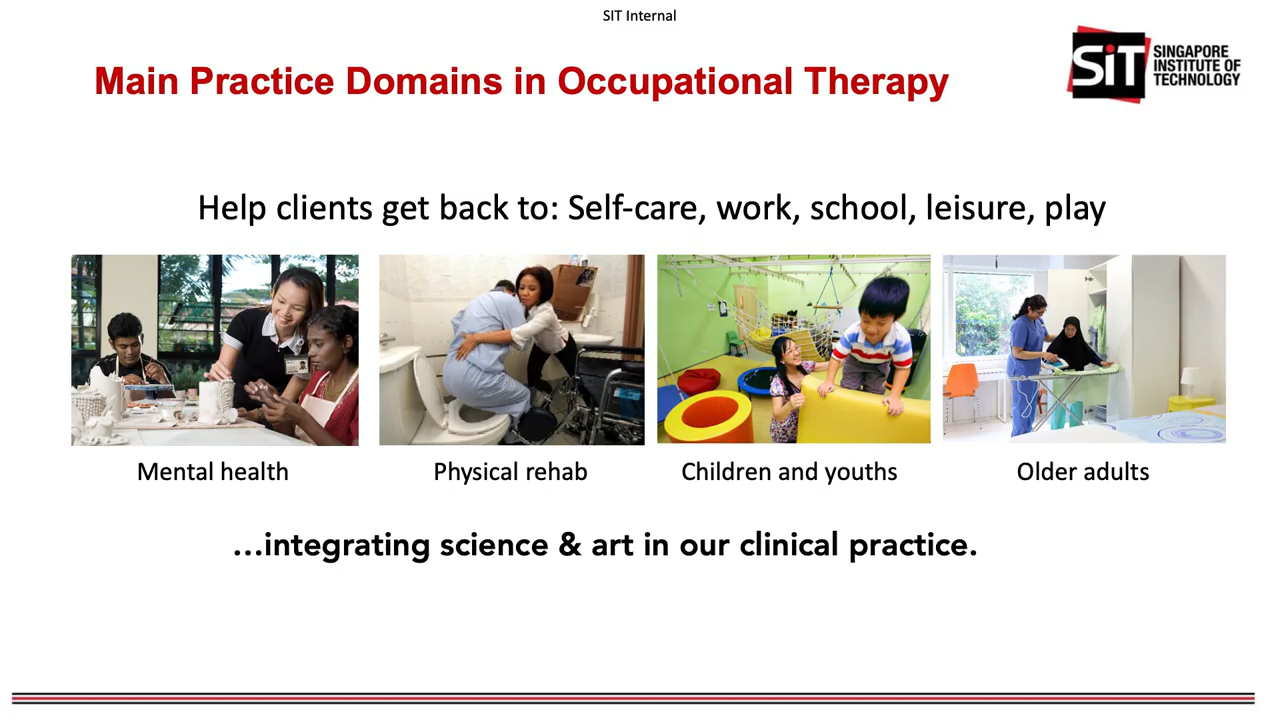 SIT Internal
Main Practice Domains in Occupational Therapy
SiT
SINGAPORE
INSTITUTE OF
TECHNOLOGY
Help clients get back to: Self-care, work, school, leisure, play
Mental health
Physical rehab
Children and youths
Older adults
...integrating science & art in our clinical practice.